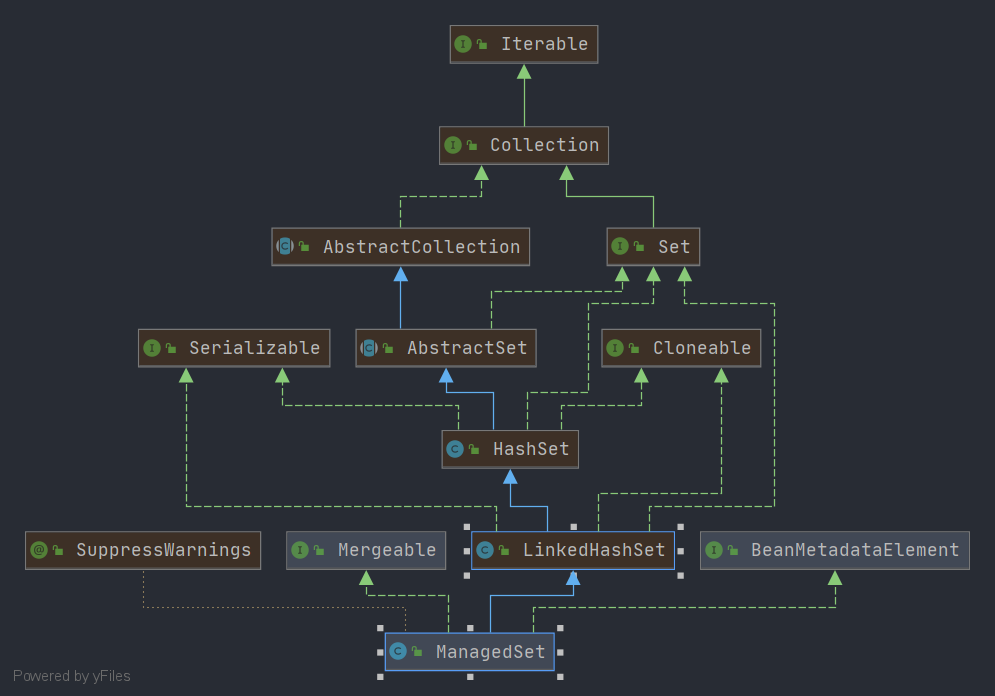 Iterable
Collection
AbstractCollection
Set
Serializable
AbstractSet
Cloneable
HashSet
SuppressWarnings
Mergeable
LinkedHashSet
BeanMetadataElement
ManagedSet
Powered by yFiles